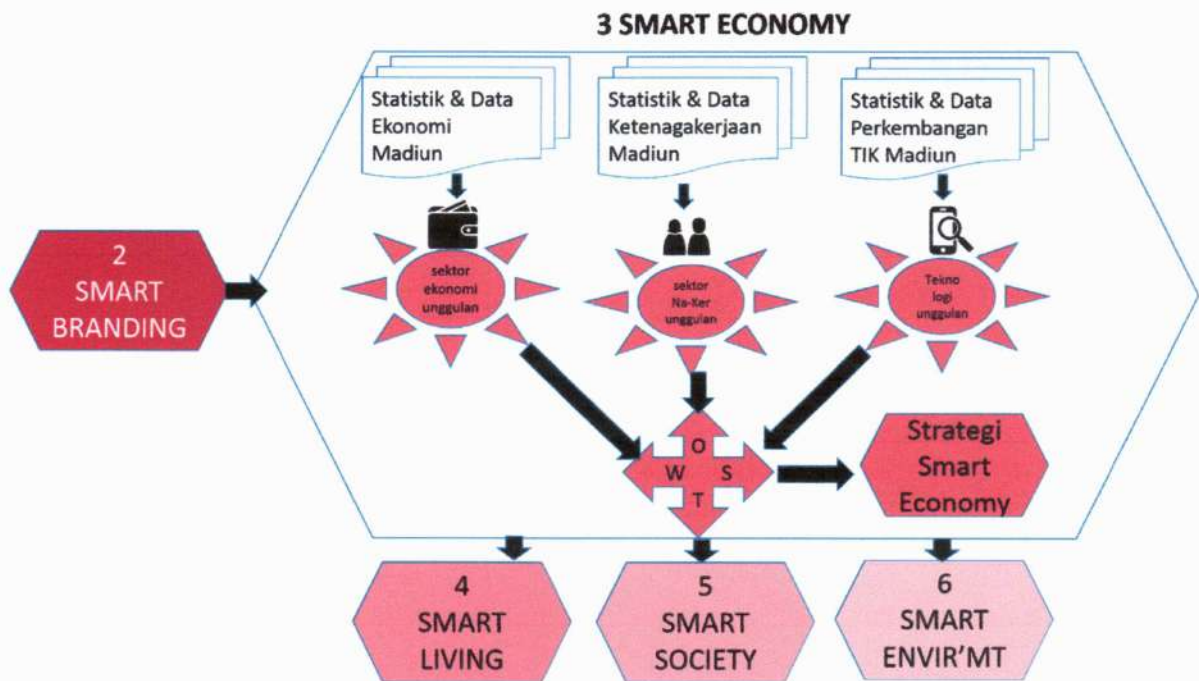 3 SMART ECONOMY
Statistik & Data
Ekonomi
Madiun
Statistik & Data
Ketenagakerjaan
Madiun
Statistik & Data
Perkembangan
TIK Madiun
2
SMART
BRANDING
sektor
ekonomi
unggulan
sektor
Na-Ker
unggulan
Tekno
logi
unggulan
O
W S
T
Strategi
Smart
Economy
4
SMART
LIVING
5
SMART
SOCIETY
6
SMART
ENVIR'MT